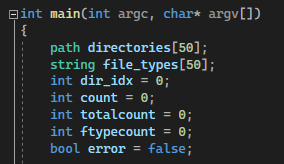 int main(int argc, char* argv[])
{
path directories[50];
string file_types[50];
int dir_idx = 0;
int count = 0;
int totalcount = 0;
int ftypecount = 0;
bool error = false;